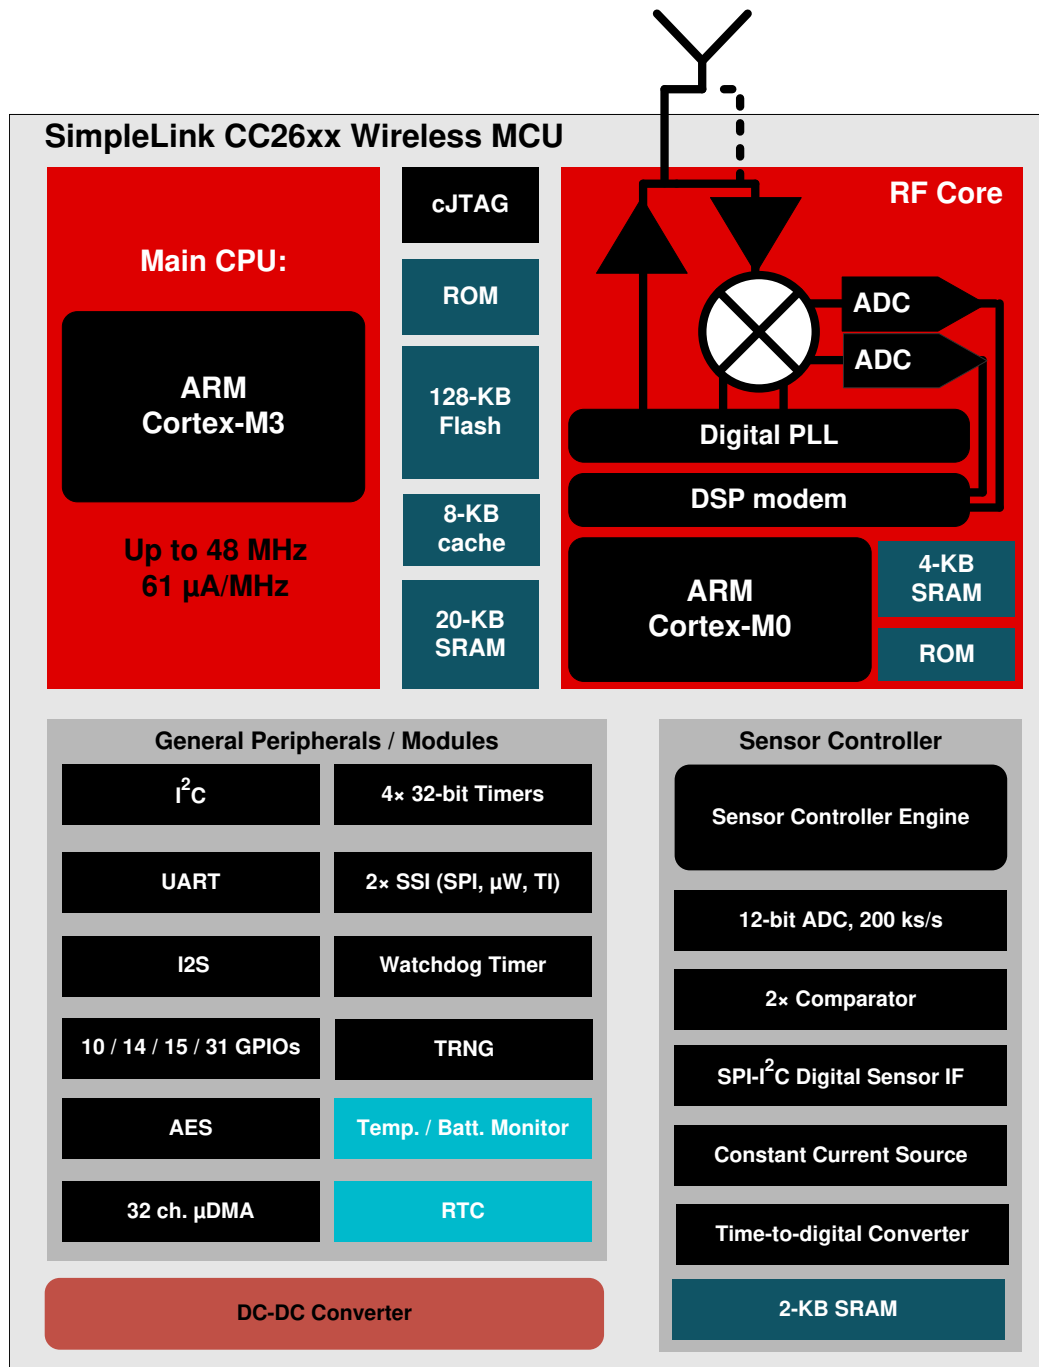 SimpleLink CC26xx Wireless MCU
Main CPU:
ARM
Cortex-M3
Up to 48 MHz
61 µA/MHz
cJTAG
ROM
128-KB
Flash
8-KB
cache
20-KB
SRAM
RF Core
ADC
ADC
Digital PLL
DSP modem
ARM
Cortex-M0
4-KB
SRAM
ROM
General Peripherals / Modules
I²C
4× 32-bit Timers
UART
2× SSI (SPI, µW, TI)
I2S
Watchdog Timer
10 / 14 / 15 / 31 GPIOs
TRNG
AES
Temp. / Batt. Monitor
32 ch. µDMA
RTC
Sensor Controller
Sensor Controller Engine
12-bit ADC, 200 ks/s
2× Comparator
SPI-I²C Digital Sensor IF
Constant Current Source
Time-to-digital Converter
2-KB SRAM
DC-DC Converter